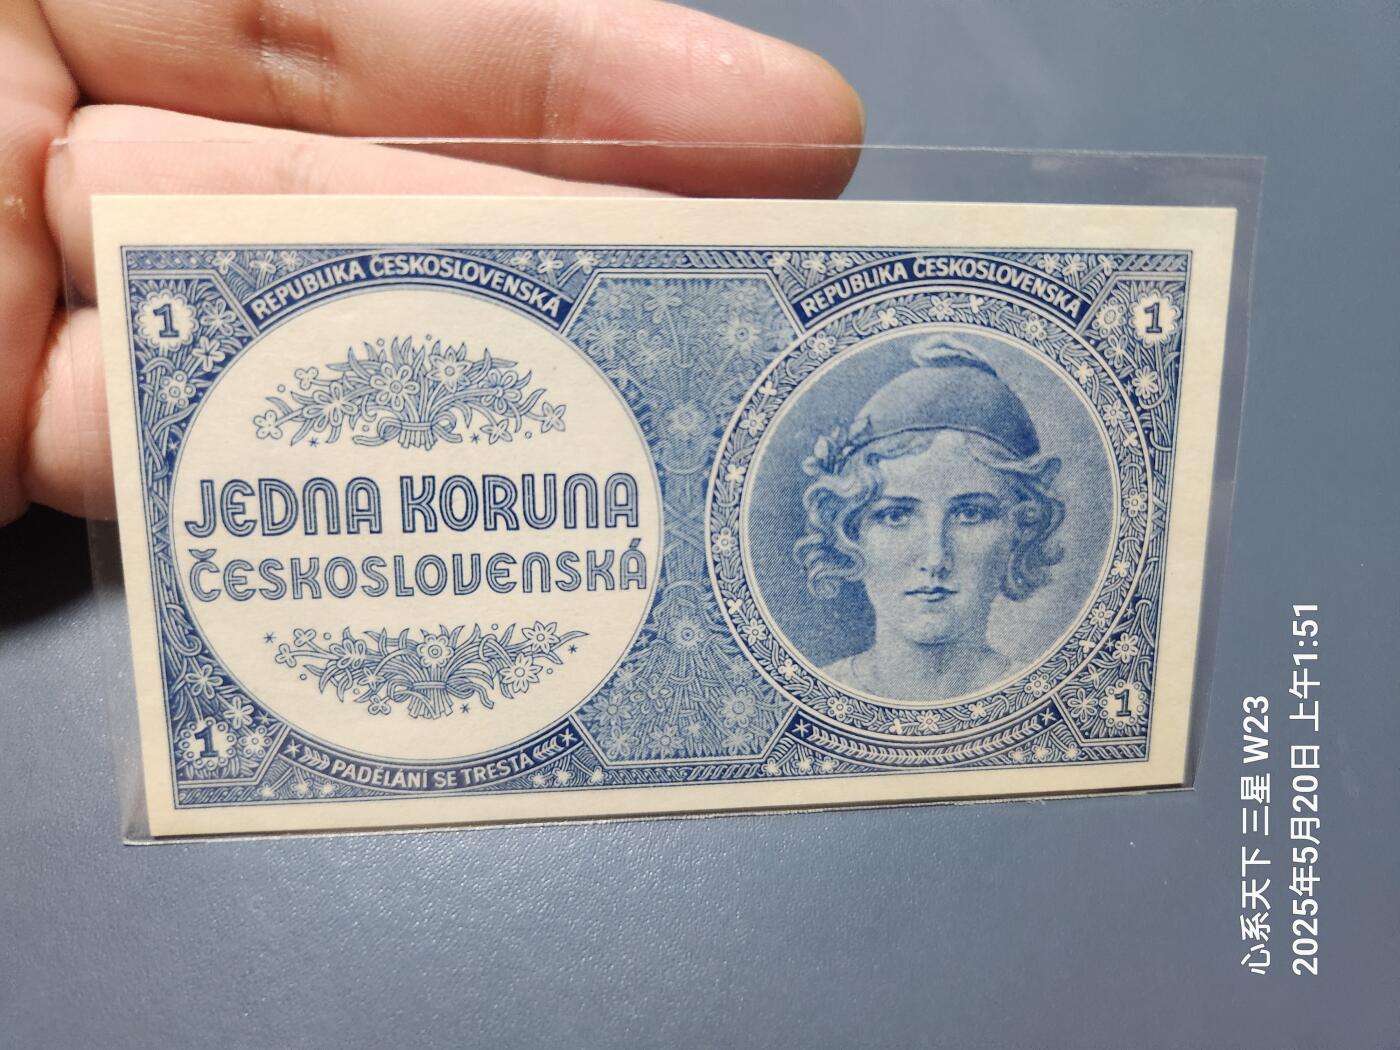 REPUBLIKA ČESKOSLOVENSKÁ
REPUBLIKA ČESKOSLOVENSKÁ
1
1
JEDNA KORUNA
ČESKOSLOVENSKÁ
1
1
PADĚLÁNÍ SE TRESTÁ
心系天下 三星 W23
2025年5月20日 上午1:51